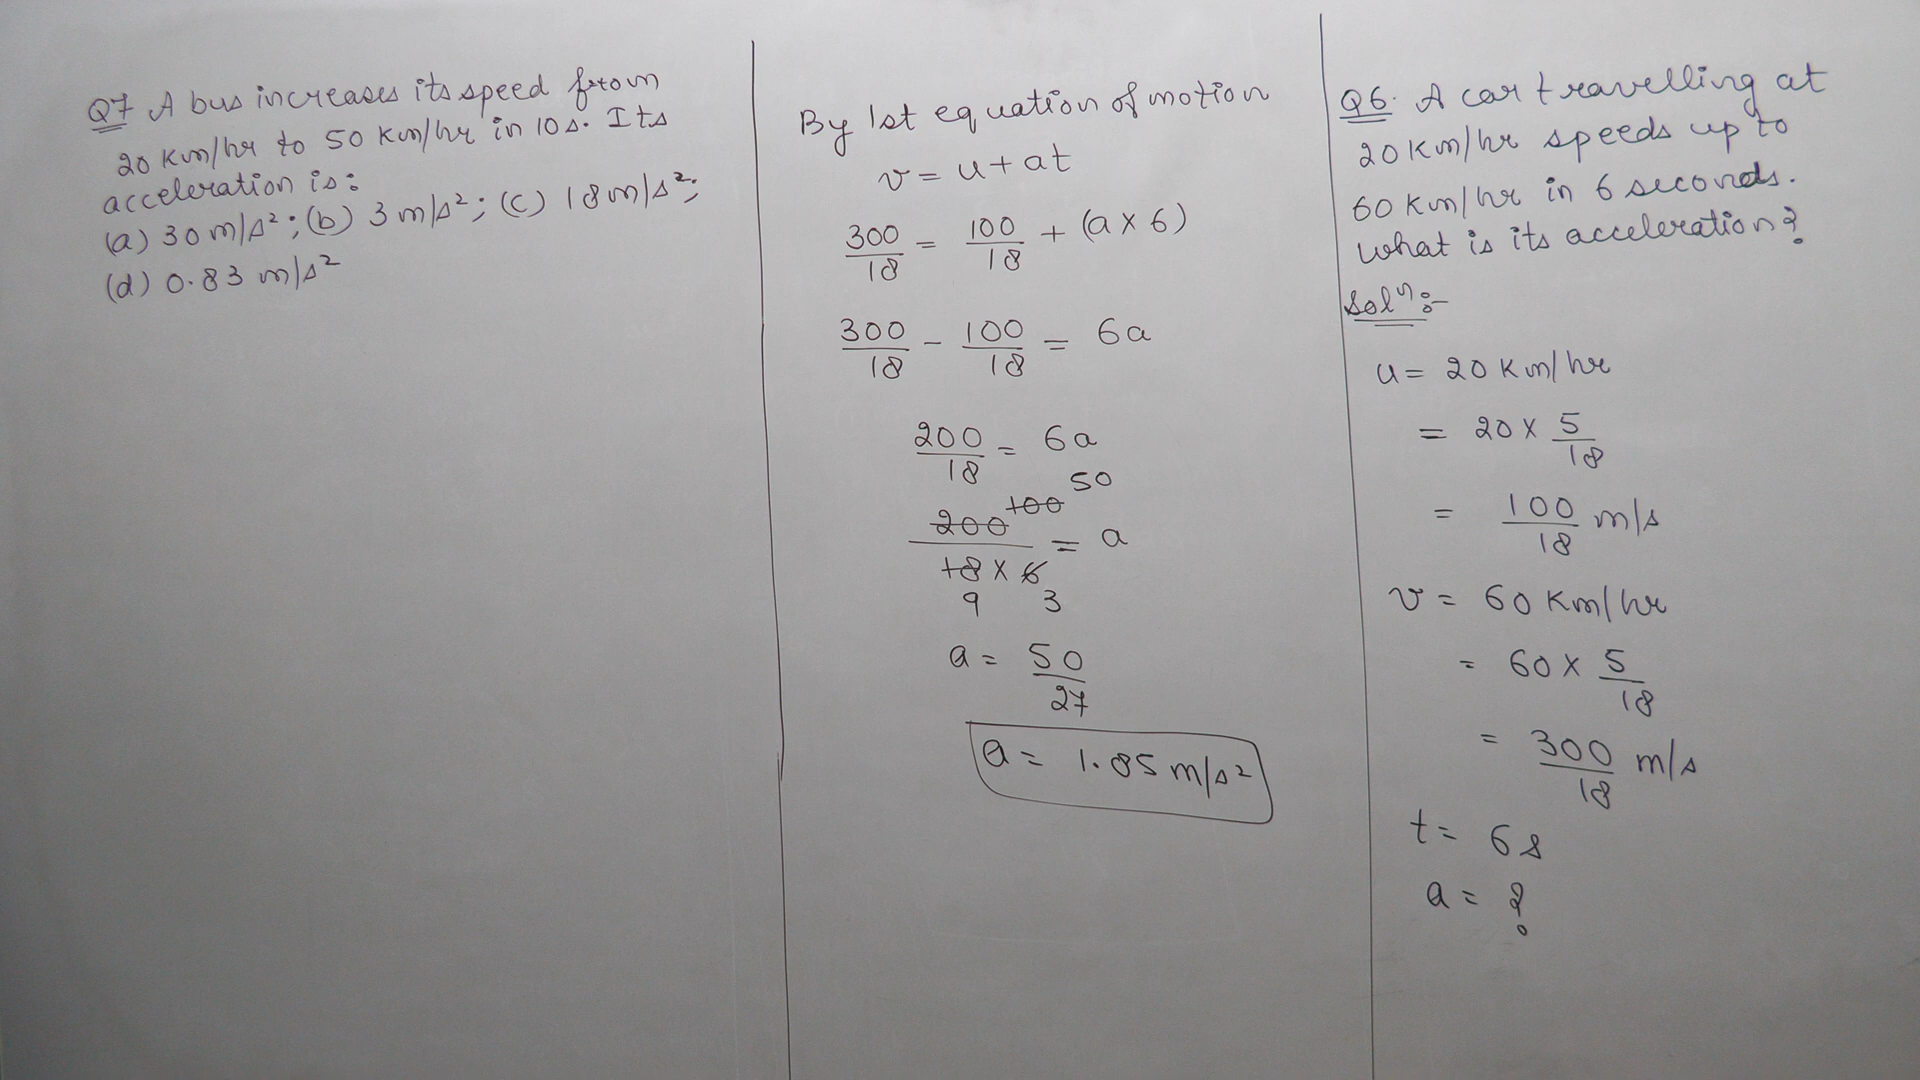 Q7 A bus increases its speed from
20 Km/hr to 50 Km/hr in 10s. Its
acceleration is:
(a) 30 m/s²; (b) 3 m/s²; (c) 18 m/s²;
(d) 0.83 m/s²
By 1st equation of motion
v = u + at
300/18 = 100/18 + (a × 6)
300/18 - 100/18 = 6a
200/18 = 6a
50
100
200/18 × 6 = a
9 3
a = 50/27
a = 1.85 m/s²
Q6. A car travelling at
20 Km/hr speeds up to
60 Km/hr in 6 seconds.
What is its acceleration?
Solⁿ:-
u = 20 Km/hr
= 20 × 5/18
= 100/18 m/s
v = 60 Km/hr
= 60 × 5/18
= 300/18 m/s
t = 6s
a = ?